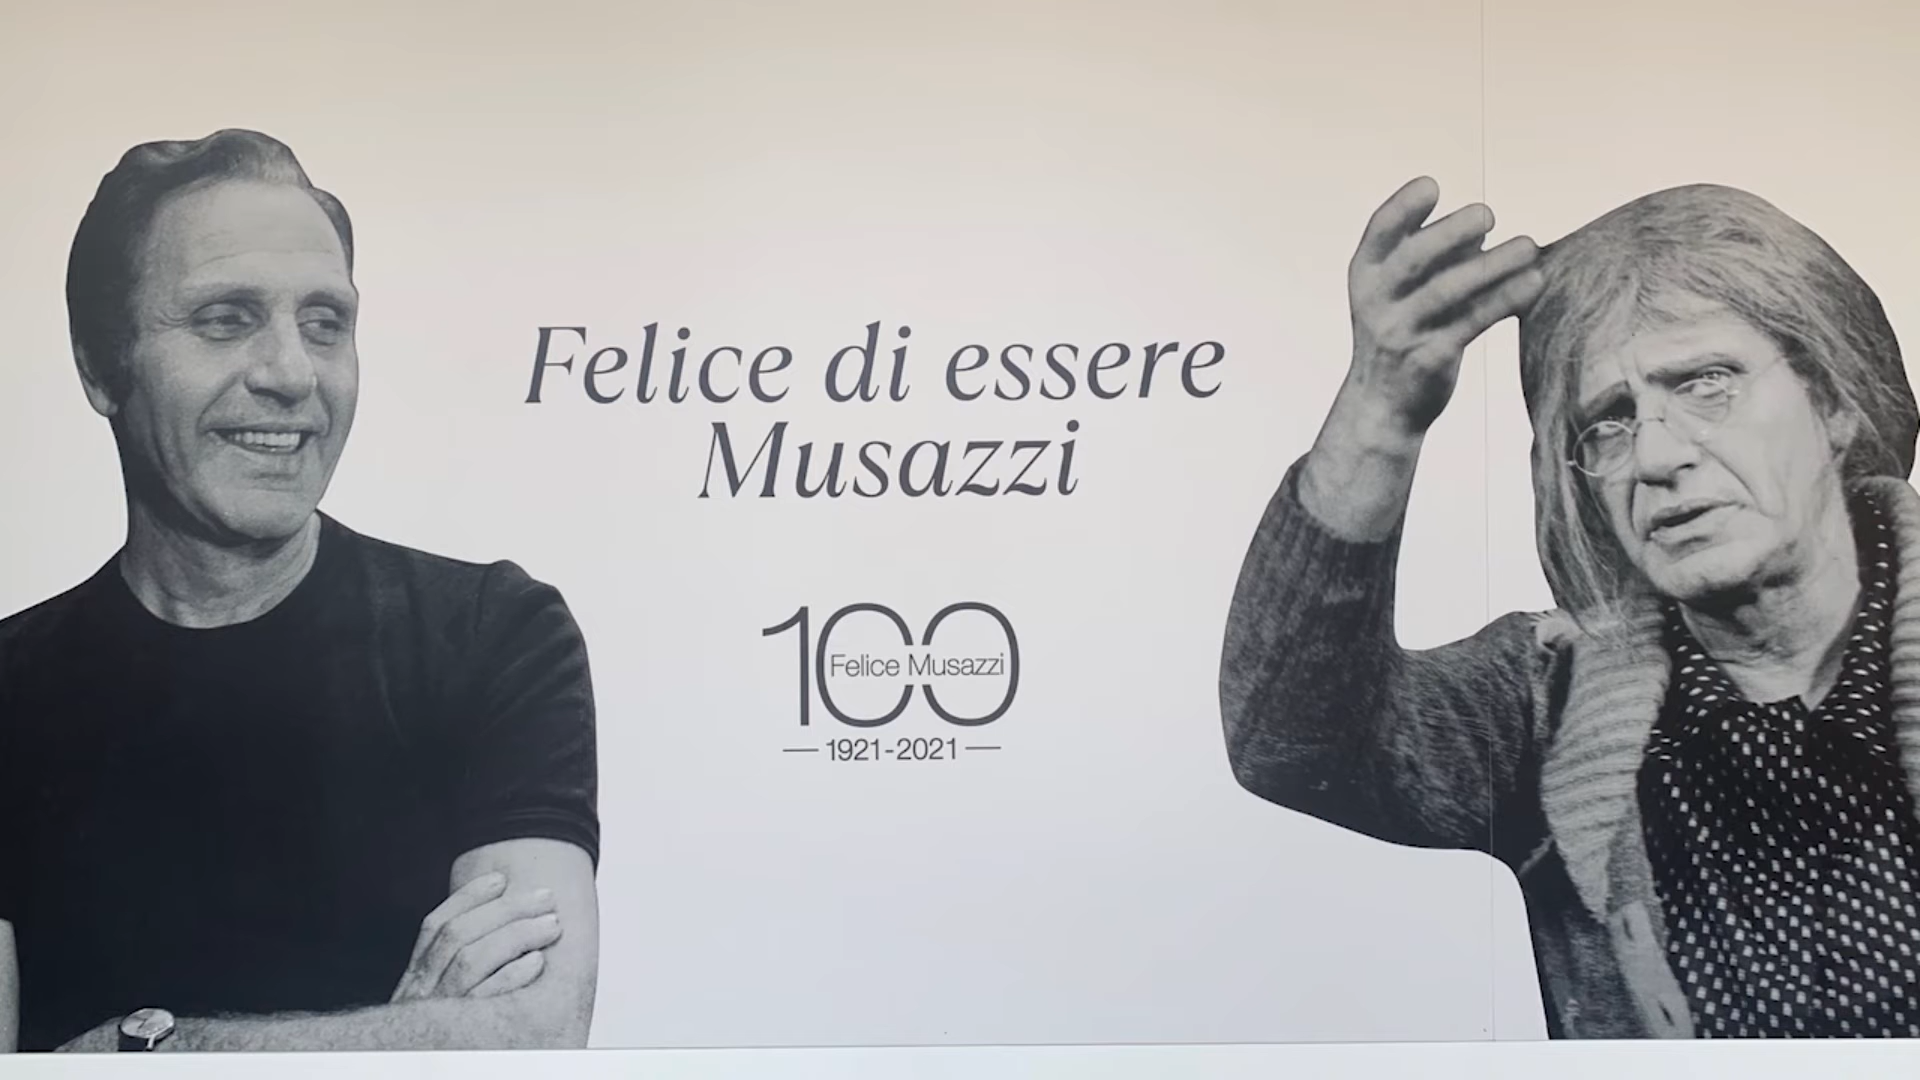 Felice di essere
Musazzi
100
Felice Musazzi
1921-2021